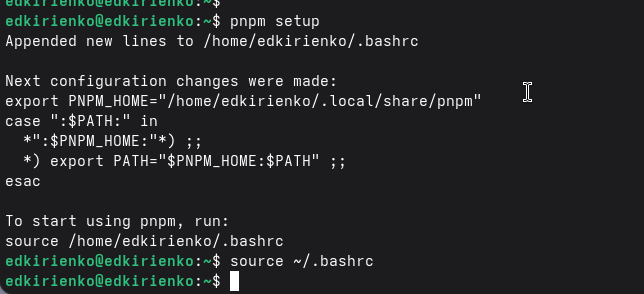 edkirienko@edkirienko:~$
edkirienko@edkirienko:~$ pnpm setup
Appended new lines to /home/edkirienko/.bashrc

Next configuration changes were made:
export PNPM_HOME="/home/edkirienko/.local/share/pnpm"
case ":$PATH:" in
  *":$PNPM_HOME:"*) ;;
  *) export PATH="$PNPM_HOME:$PATH" ;;
esac

To start using pnpm, run:
source /home/edkirienko/.bashrc
edkirienko@edkirienko:~$ source ~/.bashrc
edkirienko@edkirienko:~$